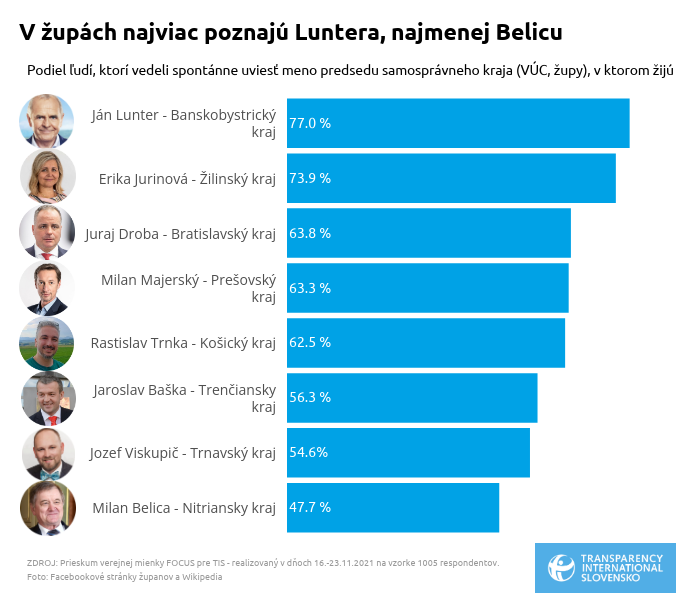 V župách najviac poznajú Luntera, najmenej Belicu
Podiel ľudí, ktorí vedeli spontánne uviesť meno predsedu samosprávneho kraja (VÚC, župy), v ktorom žijú
Ján Lunter - Banskobystrický
kraj
77.0 %
Erika Jurinová - Žilinský kraj
73.9 %
Juraj Droba - Bratislavský kraj
63.8 %
Milan Majerský - Prešovský
kraj
63.3 %
Rastislav Trnka - Košický kraj
62.5 %
Jaroslav Baška - Trenčiansky
kraj
56.3 %
Jozef Viskupič - Trnavský kraj
54.6%
Milan Belica - Nitriansky kraj
47.7 %
ZDROJ: Prieskum verejnej mienky FOCUS pre TIS - realizovaný v dňoch 16.-23.11.2021 na vzorke 1005 respondentov.
Foto: Facebookové stránky županov a Wikipedia
TRANSPARENCY
INTERNATIONAL
SLOVENSKO